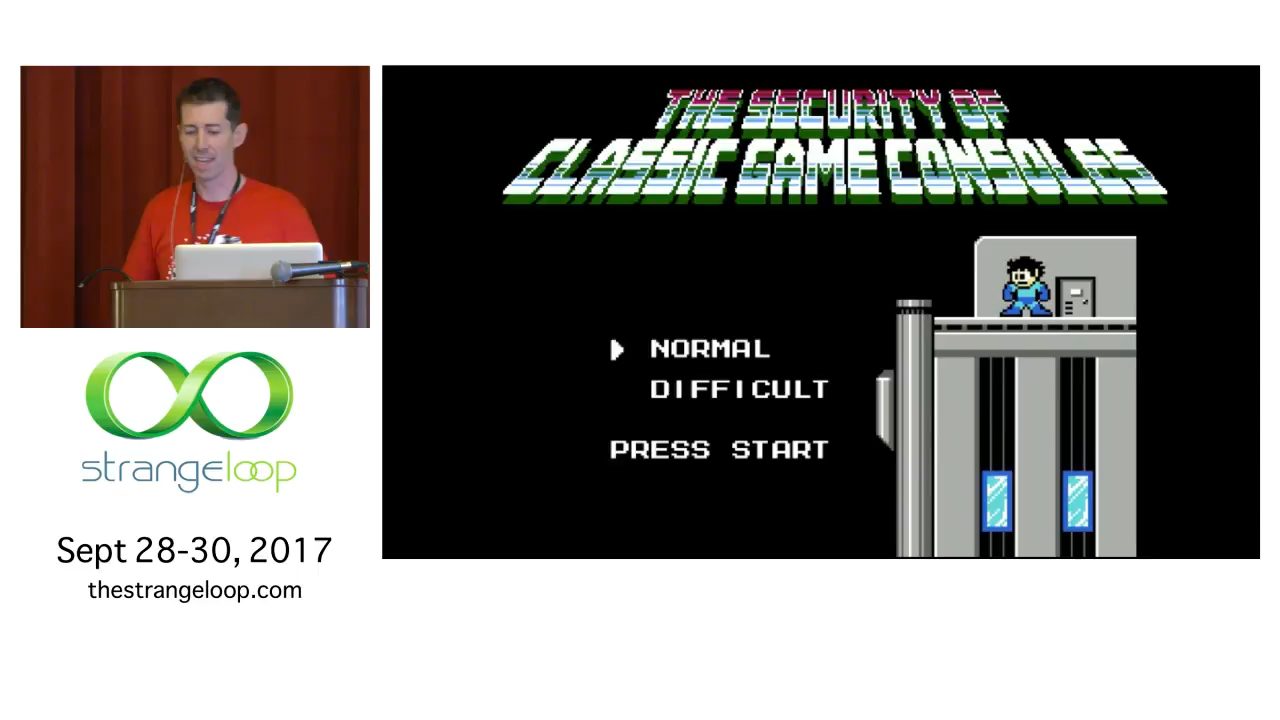 THE SECURITY OF
CLASSIC GAME CONSOLES
NORMAL
DIFFICULT
PRESS START
strangeloop
Sept 28-30, 2017
thestrangeloop.com